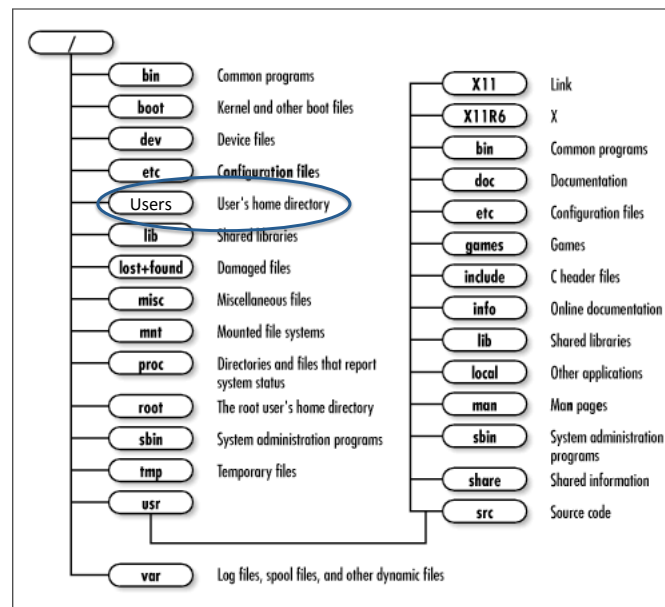 /
bin Common programs
boot Kernel and other boot files
dev Device files
etc Configuration files
Users User's home directory
lib Shared libraries
lost+found Damaged files
misc Miscellaneous files
mnt Mounted file systems
proc Directories and files that report
system status
root The root user's home directory
sbin System administration programs
tmp Temporary files
usr
var Log files, spool files, and other dynamic files
X11 Link
X11R6 X
bin Common programs
doc Documentation
etc Configuration files
games Games
include C header files
info Online documentation
lib Shared libraries
local Other applications
man Man pages
sbin System administration
programs
share Shared information
src Source code